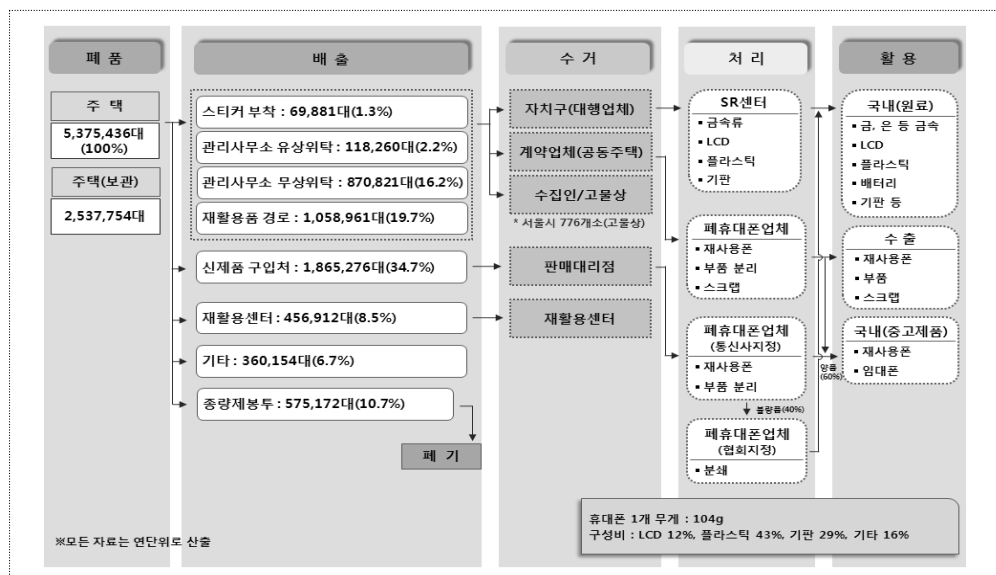 폐 품
배 출
수 거
처 리
활 용
주 택
5,375,436대
(100%)
주택(보관)
2,537,754대
스티커 부착 : 69,881대(1.3%)
관리사무소 유상위탁 : 118,260대(2.2%)
관리사무소 무상위탁 : 870,821대(16.2%)
재활용품 경로 : 1,058,961대(19.7%)
신제품 구입처 : 1,865,276대(34.7%)
재활용센터 : 456,912대(8.5%)
기타 : 360,154대(6.7%)
종량제봉투 : 575,172대(10.7%)
폐 기
자치구(대행업체)
계약업체(공동주택)
수집인/고물상
* 서울시 776개소(고물상)
판매대리점
재활용센터
SR센터
▪ 금속류
▪ LCD
▪ 플라스틱
▪ 기판
폐휴대폰업체
▪ 재사용폰
▪ 부품 분리
▪ 스크랩
폐휴대폰업체
(통신사지정)
▪ 재사용폰
▪ 부품 분리
불량품(40%)
폐휴대폰업체
(협회지정)
▪ 분쇄
양품
(60%)
국내(원료)
▪ 금, 은 등 금속
▪ LCD
▪ 플라스틱
▪ 배터리
▪ 기판 등
수 출
▪ 재사용폰
▪ 부품
▪ 스크랩
국내(중고제품)
▪ 재사용폰
▪ 임대폰
휴대폰 1개 무게 : 104g
구성비 : LCD 12%, 플라스틱 43%, 기판 29%, 기타 16%
※모든 자료는 연단위로 산출